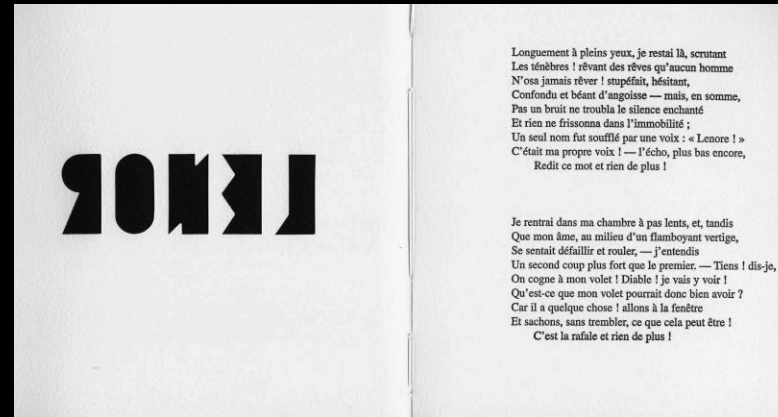 LENOR
Longuement à pleins yeux, je restai là, scrutant
Les ténèbres ! rêvant des rêves qu'aucun homme
N'osa jamais rêver ! stupéfait, hésitant,
Confondu et béant d'angoisse — mais, en somme,
Pas un bruit ne troubla le silence enchanté
Et rien ne frissonna dans l'immobilité ;
Un seul nom fut soufflé par une voix : « Lenore ! »
C'était ma propre voix ! — l'écho, plus bas encore,
Redit ce mot et rien de plus !
Je rentrai dans ma chambre à pas lents, et, tandis
Que mon âme, au milieu d'un flamboyant vertige,
Se sentait défaillir et rouler, — j'entendis
Un second coup plus fort que le premier. — Tiens ! dis-je,
On cogne à mon volet ! Diable ! je vais y voir !
Qu'est-ce que mon volet pourrait donc bien avoir ?
Car il a quelque chose ! allons à la fenêtre
Et sachons, sans trembler, ce que cela peut être !
C'est la rafale et rien de plus !